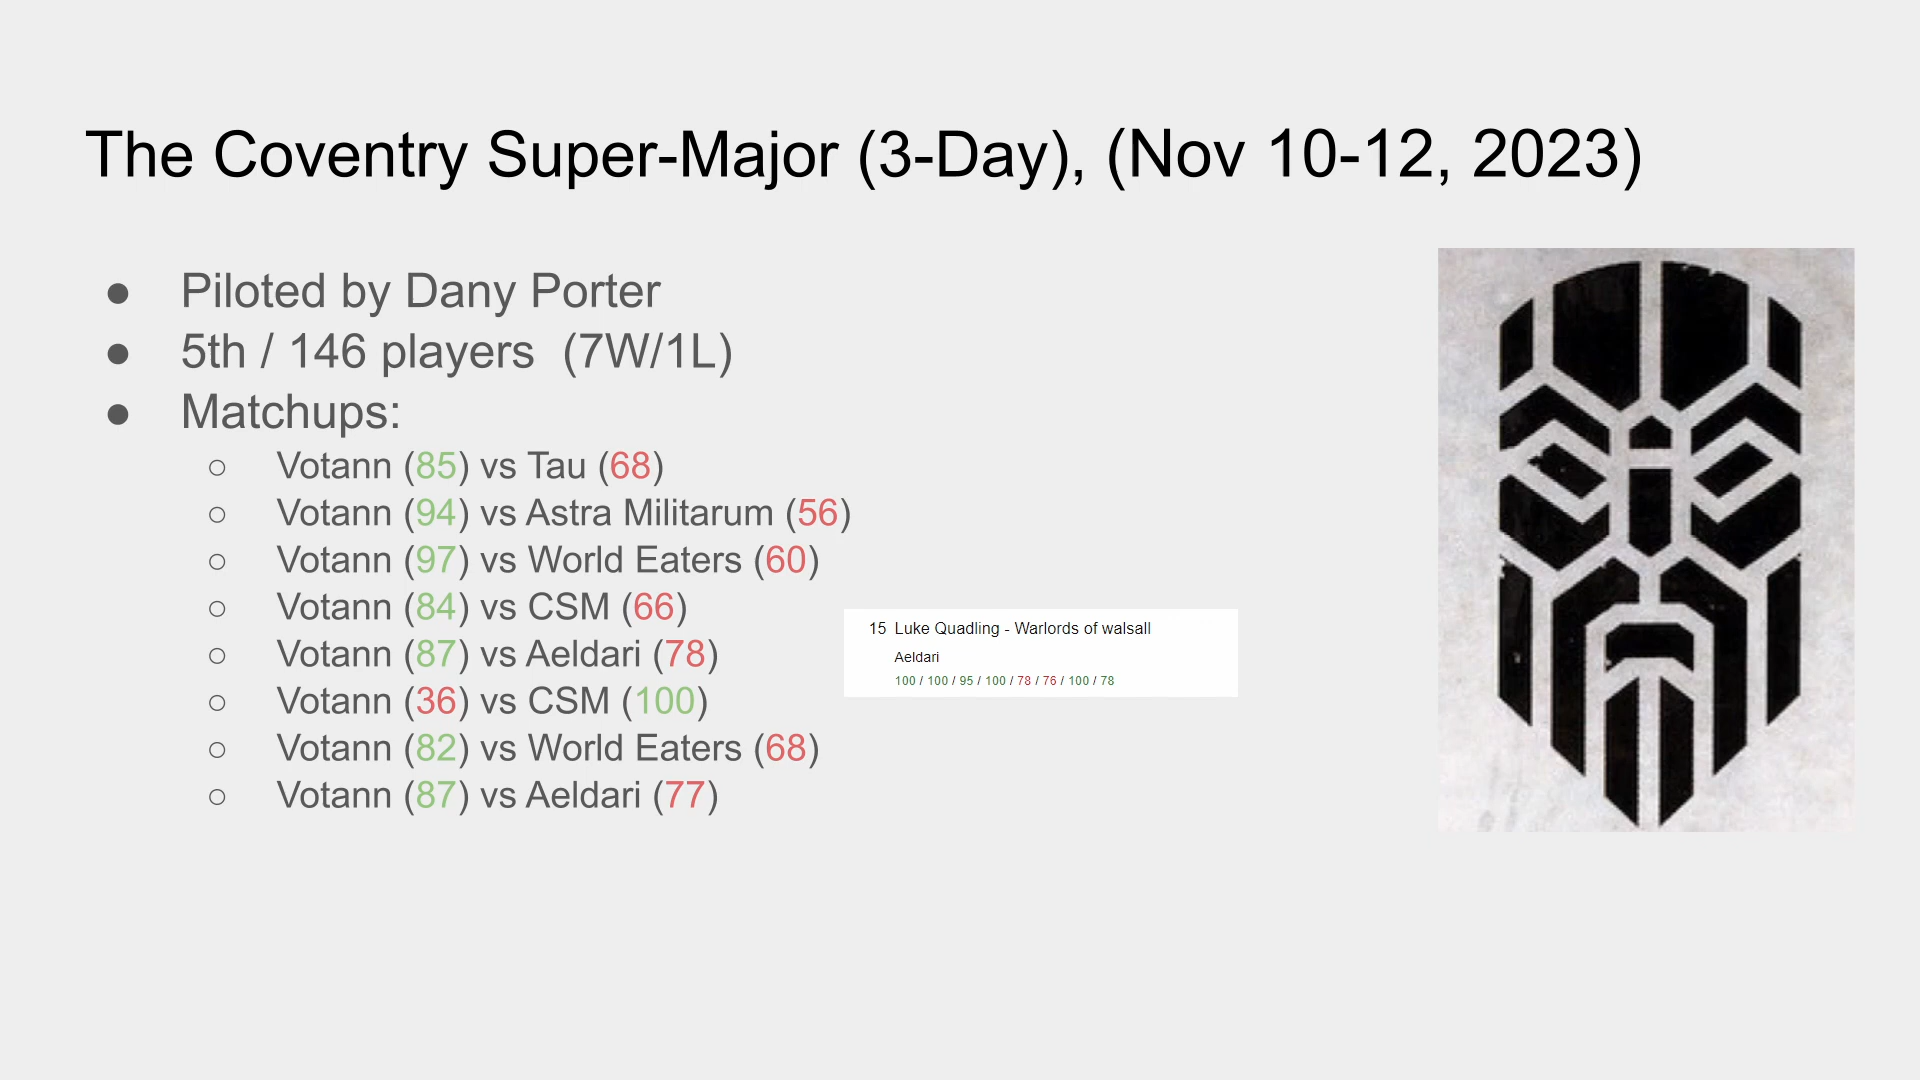 The Coventry Super-Major (3-Day), (Nov 10-12, 2023)
● Piloted by Dany Porter
● 5th / 146 players (7W/1L)
● Matchups:
○ Votann (85) vs Tau (68)
○ Votann (94) vs Astra Militarum (56)
○ Votann (97) vs World Eaters (60)
○ Votann (84) vs CSM (66)
○ Votann (87) vs Aeldari (78)
○ Votann (36) vs CSM (100)
○ Votann (82) vs World Eaters (68)
○ Votann (87) vs Aeldari (77)
15 Luke Quadling - Warlords of walsall
Aeldari
100 / 100 / 95 / 100 / 78 / 76 / 100 / 78